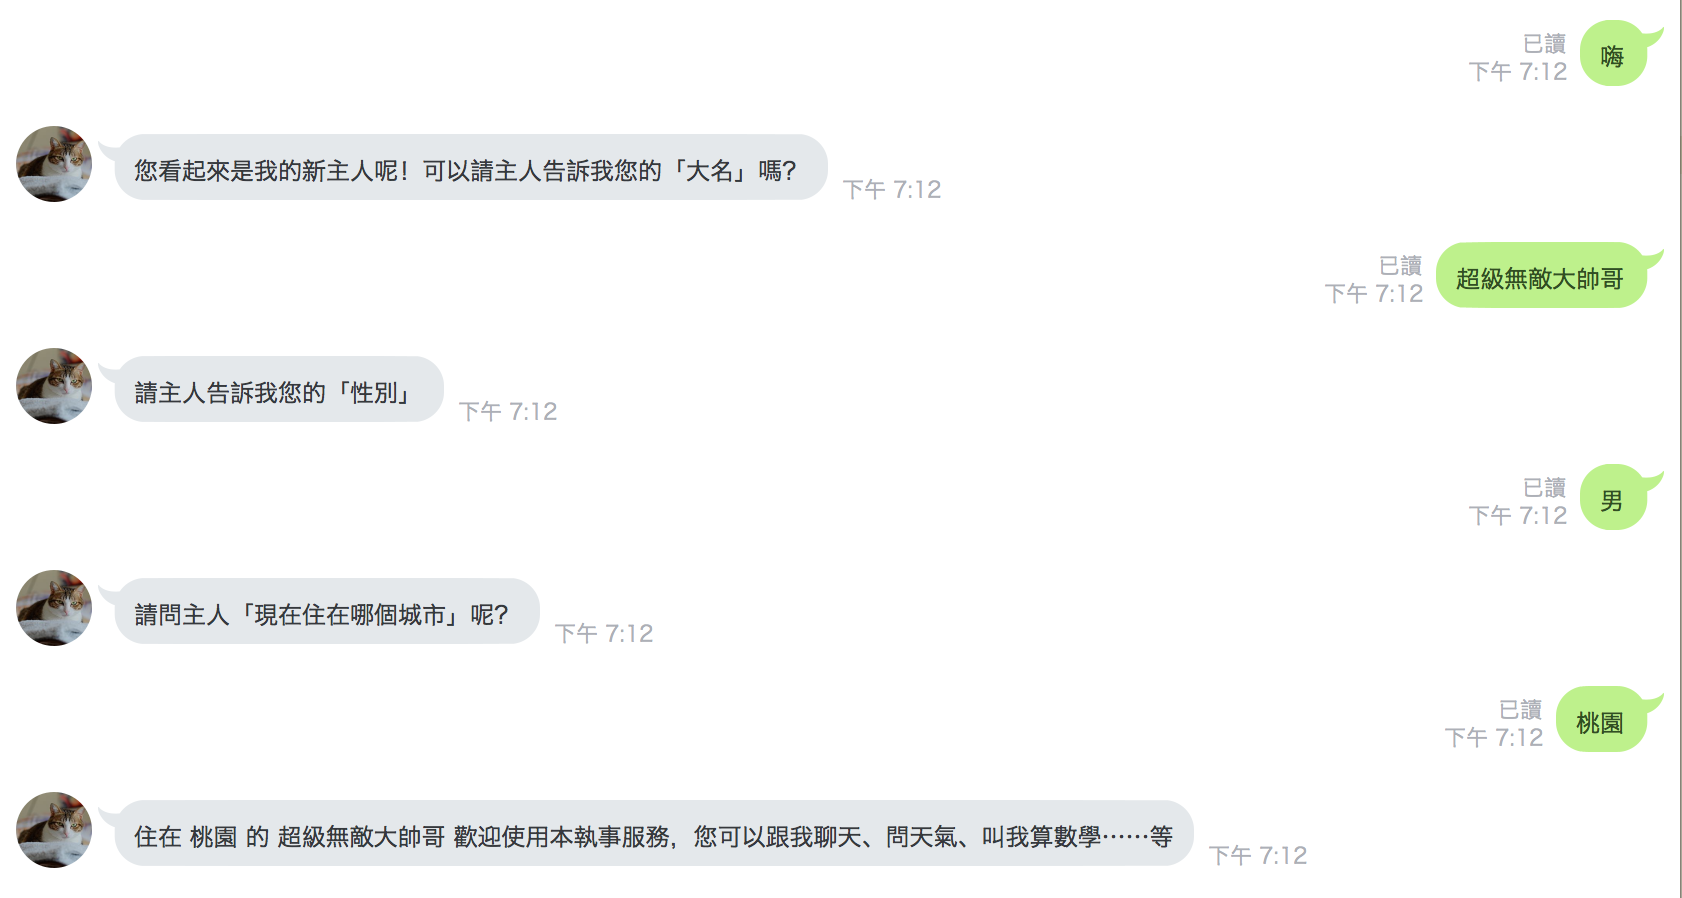 已讀
下午 7:12
嗨
您看起來是我的新主人呢！可以請主人告訴我您的「大名」嗎？
下午 7:12
已讀
下午 7:12
超級無敵大帥哥
請主人告訴我您的「性別」
下午 7:12
已讀
下午 7:12
男
請問主人「現在住在哪個城市」呢？
下午 7:12
已讀
下午 7:12
桃園
住在 桃園 的 超級無敵大帥哥 歡迎使用本執事服務，您可以跟我聊天、問天氣、叫我算數學⋯⋯等
下午 7:12